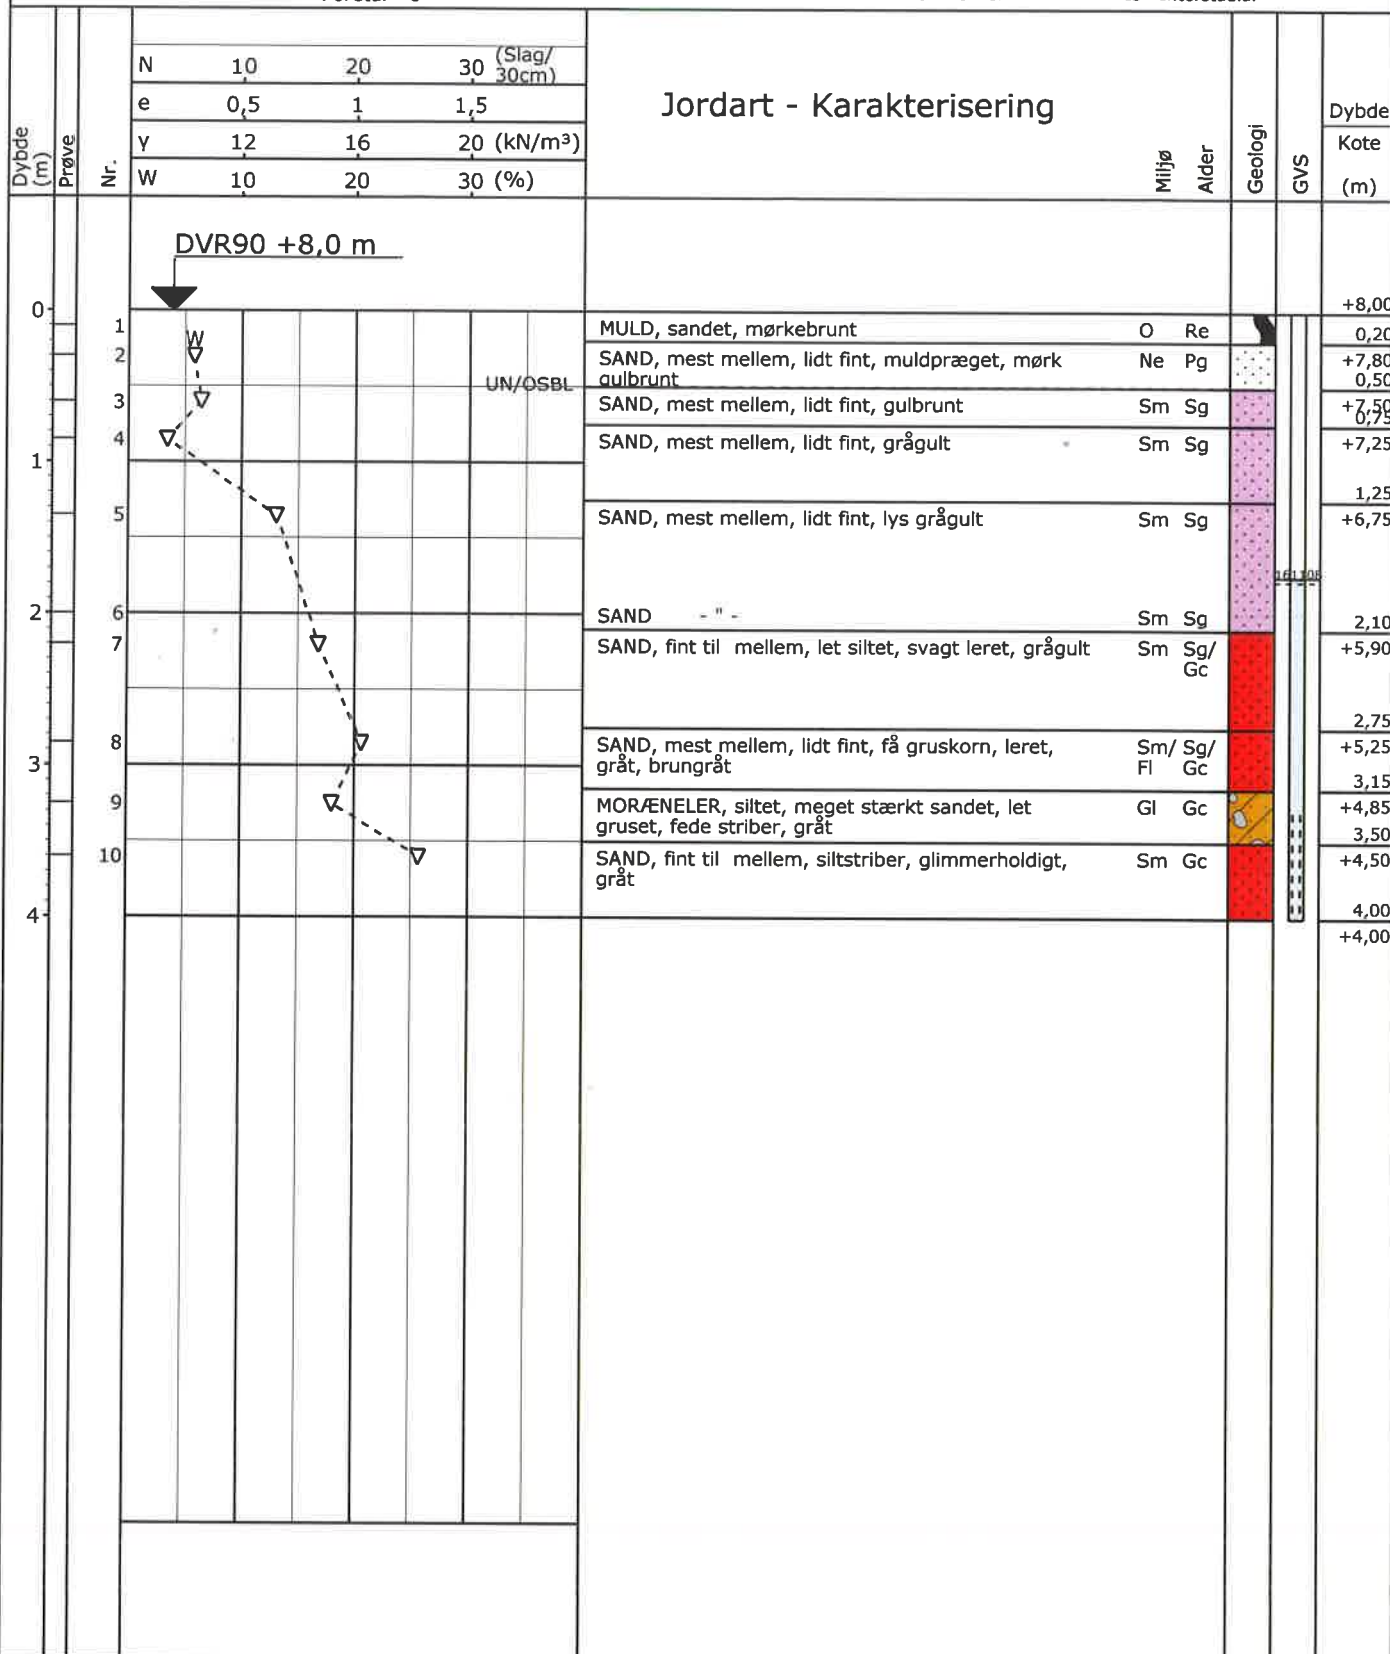 N 10 20 30 (Slag/
30cm)
e 0,5 1 1,5
γ 12 16 20 (kN/m³)
W 10 20 30 (%)
Dybde
(m)
Prøve
Nr.
Jordart - Karakterisering
Miljø
Alder
Geologi
GVS
Dybde
Kote
(m)
DVR90 +8,0 m
0
+8,00
1 MULD, sandet, mørkebrunt O Re 0,20
W
2 SAND, mest mellem, lidt fint, muldpræget, mørk Ne Pg +7,80
gulbrunt 0,50
UN/OSBL
3 SAND, mest mellem, lidt fint, gulbrunt Sm Sg +7,50
0,75
4 SAND, mest mellem, lidt fint, grågult Sm Sg +7,25
1
1,25
5 SAND, mest mellem, lidt fint, lys grågult Sm Sg +6,75
2 6 SAND - " - Sm Sg 2,10
7 SAND, fint til mellem, let siltet, svagt leret, grågult Sm Sg/ +5,90
Gc
2,75
8 SAND, mest mellem, lidt fint, få gruskorn, leret, Sm/ Sg/ +5,25
3 gråt, brungråt Fl Gc
3,15
9 MORÆNELER, siltet, meget stærkt sandet, let Gl Gc +4,85
gruset, fede striber, gråt 3,50
10 SAND, fint til mellem, siltstriber, glimmerholdigt, Sm Gc +4,50
gråt
4 4,00
+4,00